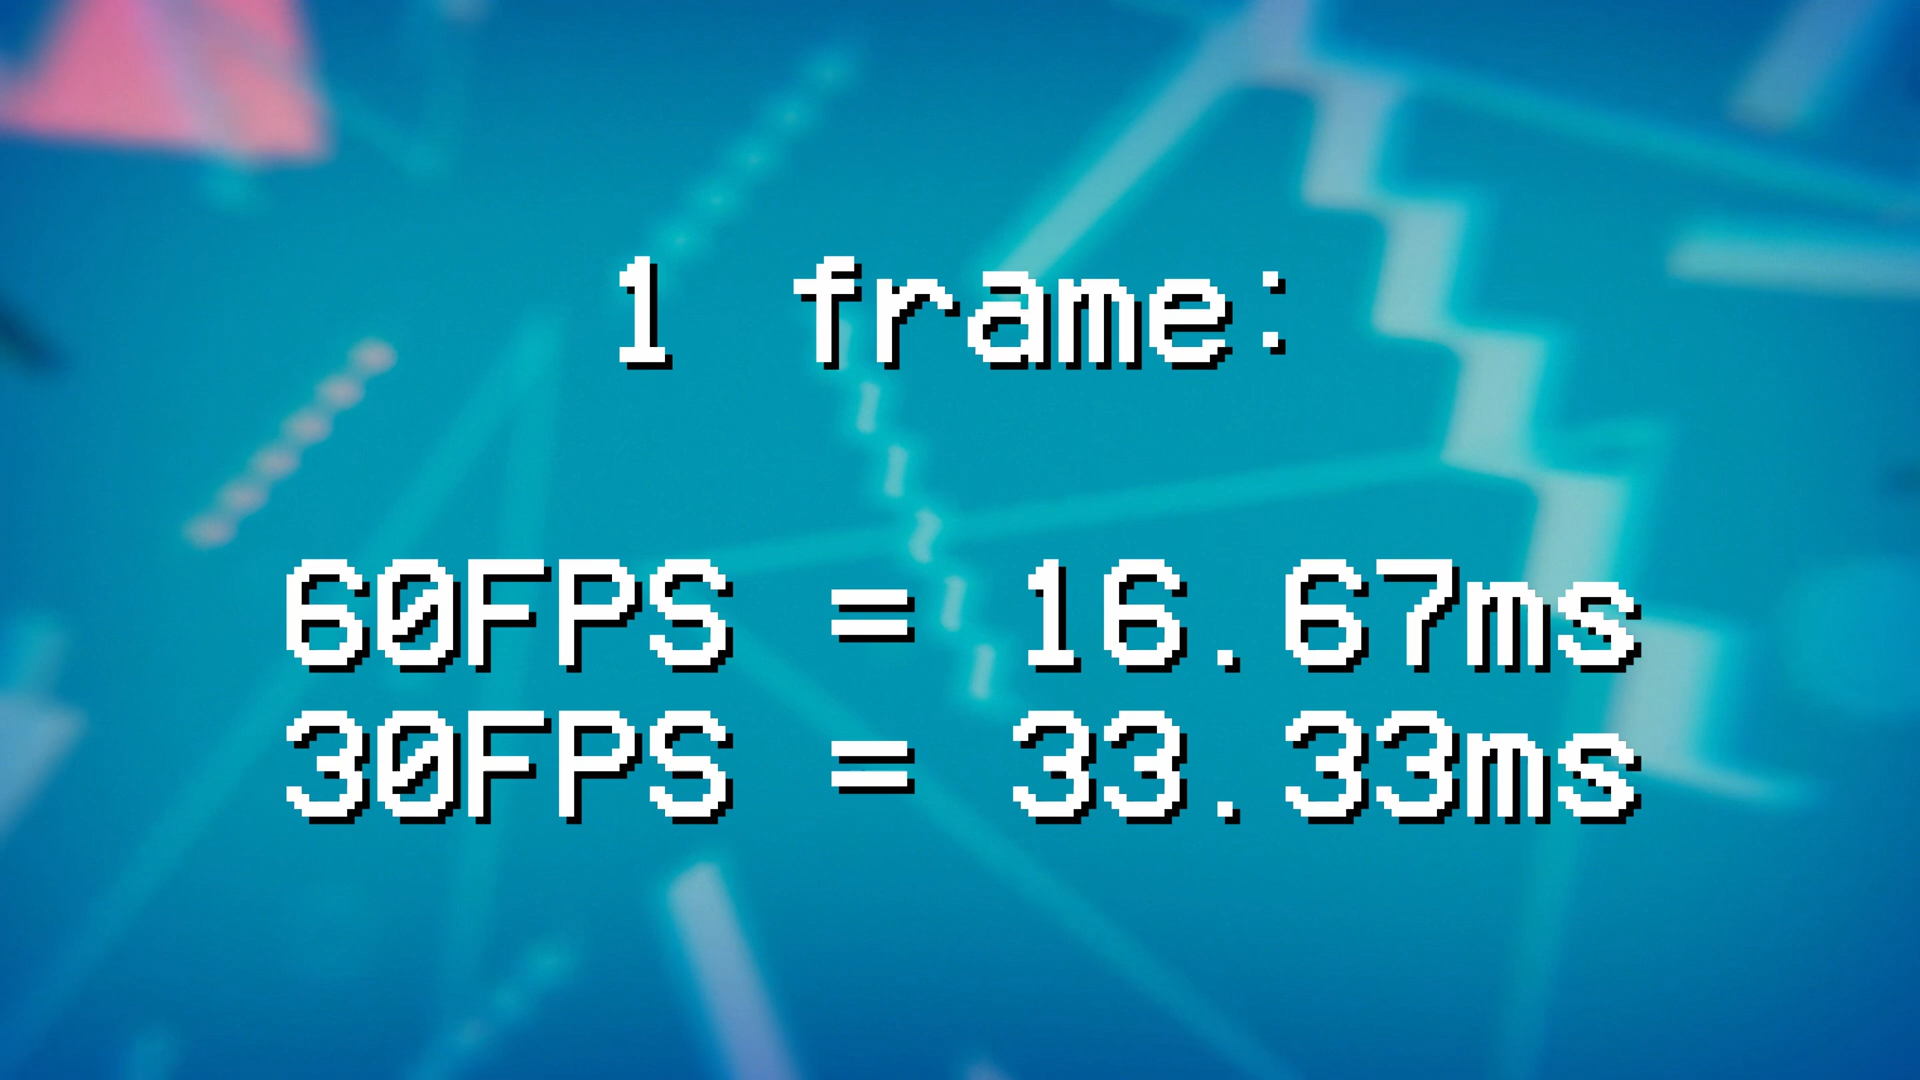 1 frame:
60FPS = 16.67ms
30FPS = 33.33ms